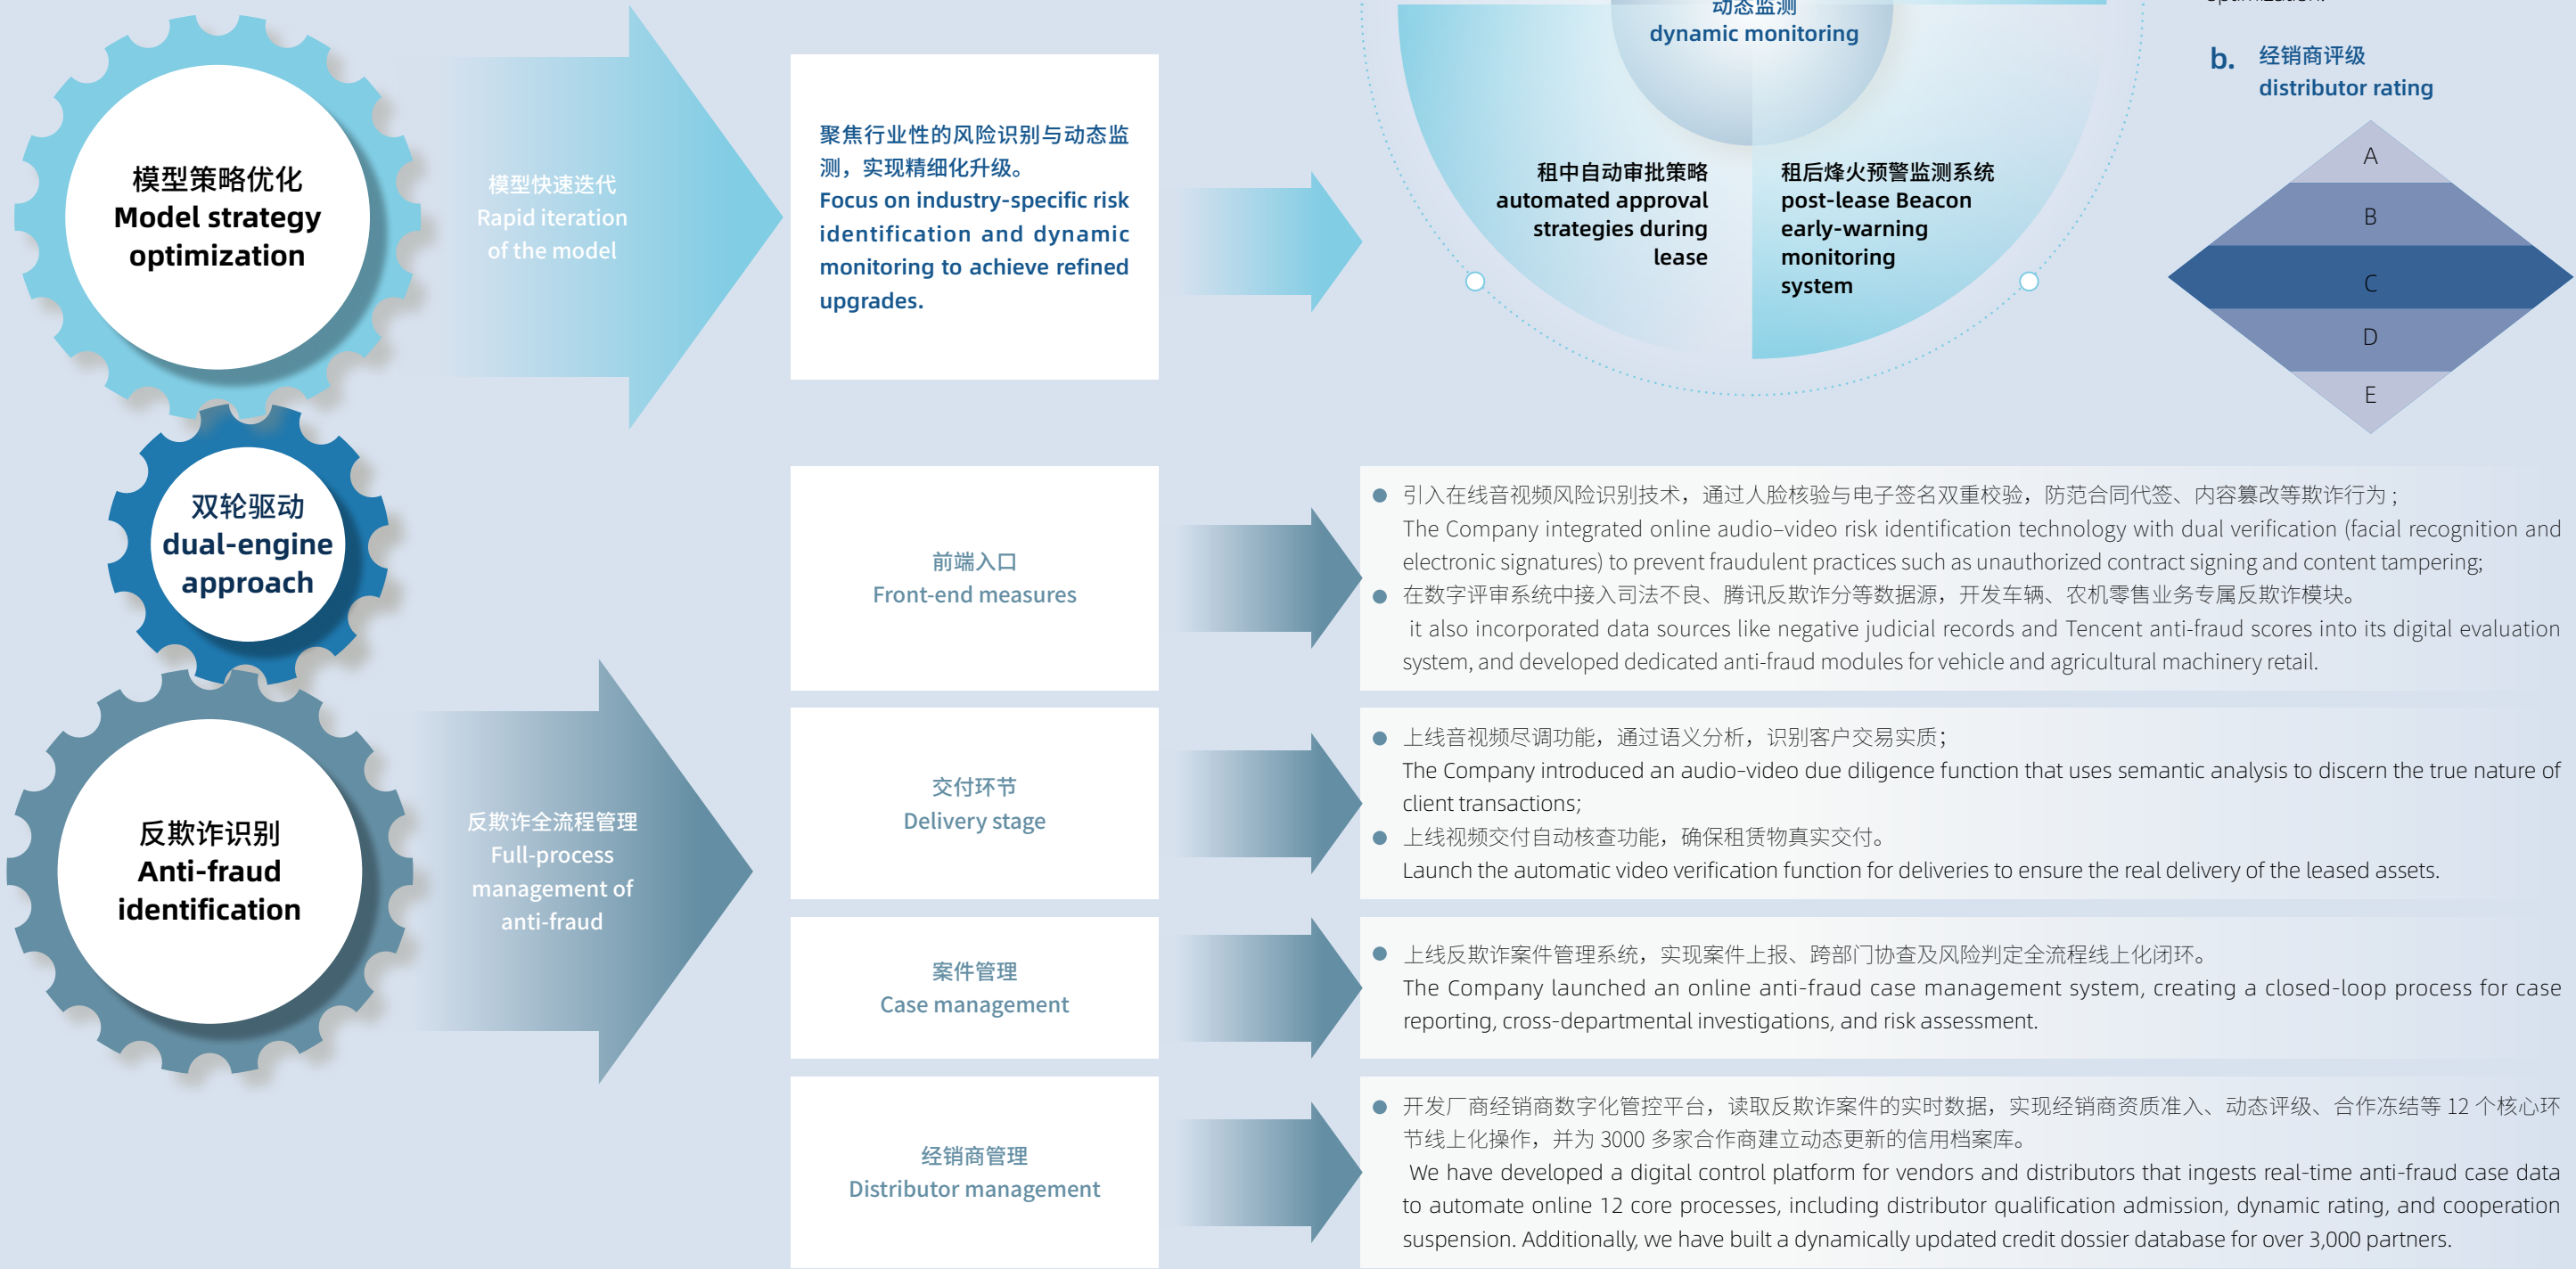 模型策略优化
Model strategy
optimization
模型快速迭代
Rapid iteration
of the model
聚焦行业性的风险识别与动态监
测，实现精细化升级。
Focus on industry-specific risk
identification and dynamic
monitoring to achieve refined
upgrades.
动态监测
dynamic monitoring
租中自动审批策略
automated approval
strategies during
lease
租后烽火预警监测系统
post-lease Beacon
early-warning
monitoring
system
optimization.
b. 经销商评级
distributor rating
A
B
C
D
E
双轮驱动
dual-engine
approach
反欺诈识别
Anti-fraud
identification
反欺诈全流程管理
Full-process
management of
anti-fraud
前端入口
Front-end measures
引入在线音视频风险识别技术，通过人脸核验与电子签名双重校验，防范合同代签、内容篡改等欺诈行为 ;
The Company integrated online audio–video risk identification technology with dual verification (facial recognition and
electronic signatures) to prevent fraudulent practices such as unauthorized contract signing and content tampering;
在数字评审系统中接入司法不良、腾讯反欺诈分等数据源，开发车辆、农机零售业务专属反欺诈模块。
it also incorporated data sources like negative judicial records and Tencent anti-fraud scores into its digital evaluation
system, and developed dedicated anti-fraud modules for vehicle and agricultural machinery retail.
交付环节
Delivery stage
上线音视频尽调功能，通过语义分析，识别客户交易实质；
The Company introduced an audio–video due diligence function that uses semantic analysis to discern the true nature of
client transactions;
上线视频交付自动核查功能，确保租赁物真实交付。
Launch the automatic video verification function for deliveries to ensure the real delivery of the leased assets.
案件管理
Case management
上线反欺诈案件管理系统，实现案件上报、跨部门协查及风险判定全流程线上化闭环。
The Company launched an online anti-fraud case management system, creating a closed-loop process for case
reporting, cross-departmental investigations, and risk assessment.
经销商管理
Distributor management
开发厂商经销商数字化管控平台，读取反欺诈案件的实时数据，实现经销商资质准入、动态评级、合作冻结等 12 个核心环
节线上化操作，并为 3000 多家合作商建立动态更新的信用档案库。
We have developed a digital control platform for vendors and distributors that ingests real-time anti-fraud case data
to automate online 12 core processes, including distributor qualification admission, dynamic rating, and cooperation
suspension. Additionally, we have built a dynamically updated credit dossier database for over 3,000 partners.